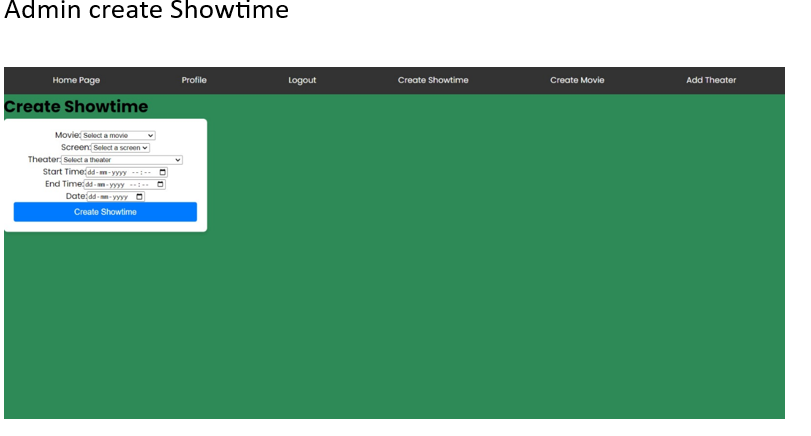 Admin create Showtime
Home Page Profile Logout Create Showtime Create Movie Add Theater
Create Showtime
Movie: Select a movie
Screen: Select a screen
Theater: Select a theater
Start Time: dd-mm-yyyy --:--
End Time: dd-mm-yyyy --:--
Date: dd-mm-yyyy
Create Showtime